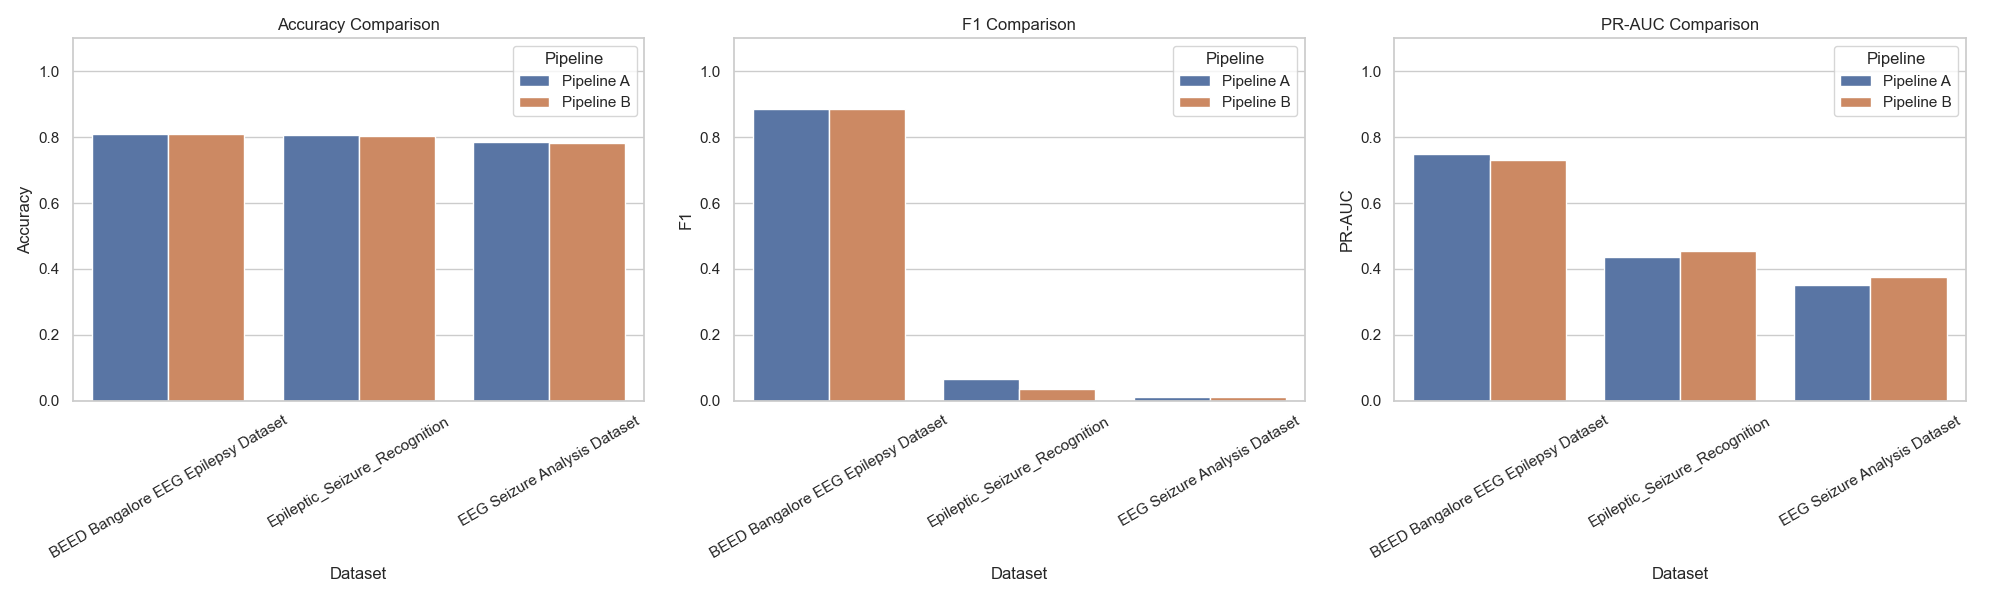 Accuracy Comparison
Pipeline
Pipeline A
Pipeline B
1.0
0.8
0.6
0.4
0.2
0.0
Accuracy
BEED Bangalore EEG Epilepsy Dataset
Epileptic_Seizure_Recognition
EEG Seizure Analysis Dataset
Dataset
F1 Comparison
Pipeline
Pipeline A
Pipeline B
1.0
0.8
0.6
0.4
0.2
0.0
F1
BEED Bangalore EEG Epilepsy Dataset
Epileptic_Seizure_Recognition
EEG Seizure Analysis Dataset
Dataset
PR-AUC Comparison
Pipeline
Pipeline A
Pipeline B
1.0
0.8
0.6
0.4
0.2
0.0
PR-AUC
BEED Bangalore EEG Epilepsy Dataset
Epileptic_Seizure_Recognition
EEG Seizure Analysis Dataset
Dataset